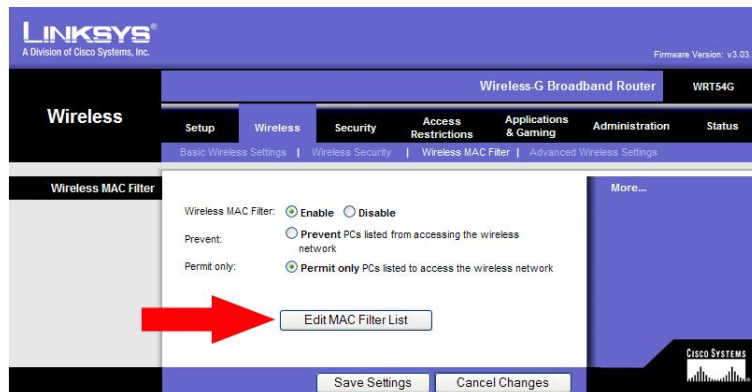 LINKSYS®
A Division of Cisco Systems, Inc.
Firmware Version: v3.03.
Wireless-G Broadband Router WRT54G
Wireless
Setup Wireless Security Access Restrictions Applications & Gaming Administration Status
Basic Wireless Settings | Wireless Security | Wireless MAC Filter | Advanced Wireless Settings
Wireless MAC Filter
More...
Wireless MAC Filter: Enable Disable
Prevent: Prevent PCs listed from accessing the wireless
network
Permit only: Permit only PCs listed to access the wireless network
Edit MAC Filter List
CISCO SYSTEMS
Save Settings Cancel Changes